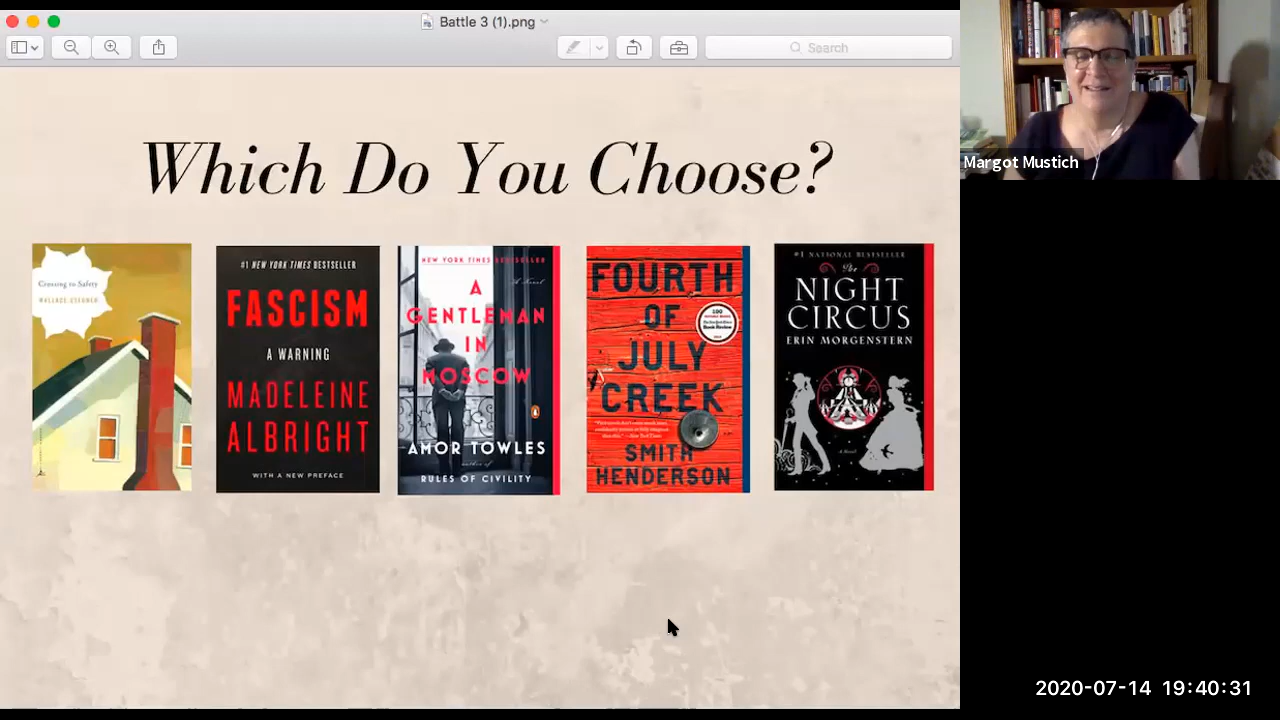 Battle 3 (1).png
Search
Margot Mustich
Which Do You Choose?
Crossing to Safety
WALLACE STEGNER
#1 NEW YORK TIMES BESTSELLER
FASCISM
A WARNING
MADELEINE
ALBRIGHT
WITH A NEW PREFACE
NEW YORK TIMES BESTSELLER
A Novel
A
GENTLEMAN
IN
MOSCOW
AMOR TOWLES
author of
RULES OF CIVILITY
FOURTH
OF
JULY
CREEK
100
Book Review
SMITH
HENDERSON
#1 NATIONAL BESTSELLER
The
NIGHT
CIRCUS
ERIN MORGENSTERN
A Novel
2020-07-14 19:40:31